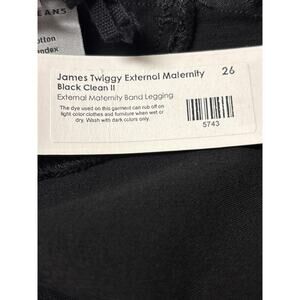 EANS
otton
ndex
James Twiggy External Maternity 26
Black Clean II
External Maternity Band Legging
The dye used on this garment can rub off on
light color clothes and furniture when wet or
dry. Wash with dark colors only.
5743